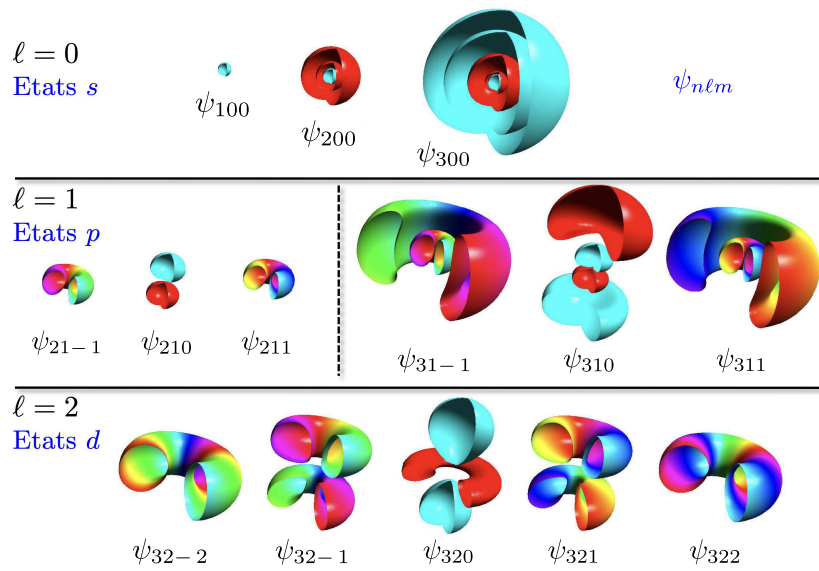 ℓ = 0
Etats s
ψ₁₀₀
ψ₂₀₀
ψ₃₀₀
ψₙℓₘ
ℓ = 1
Etats p
ψ₂₁₋₁
ψ₂₁₀
ψ₂₁₁
ψ₃₁₋₁
ψ₃₁₀
ψ₃₁₁
ℓ = 2
Etats d
ψ₃₂₋₂
ψ₃₂₋₁
ψ₃₂₀
ψ₃₂₁
ψ₃₂₂